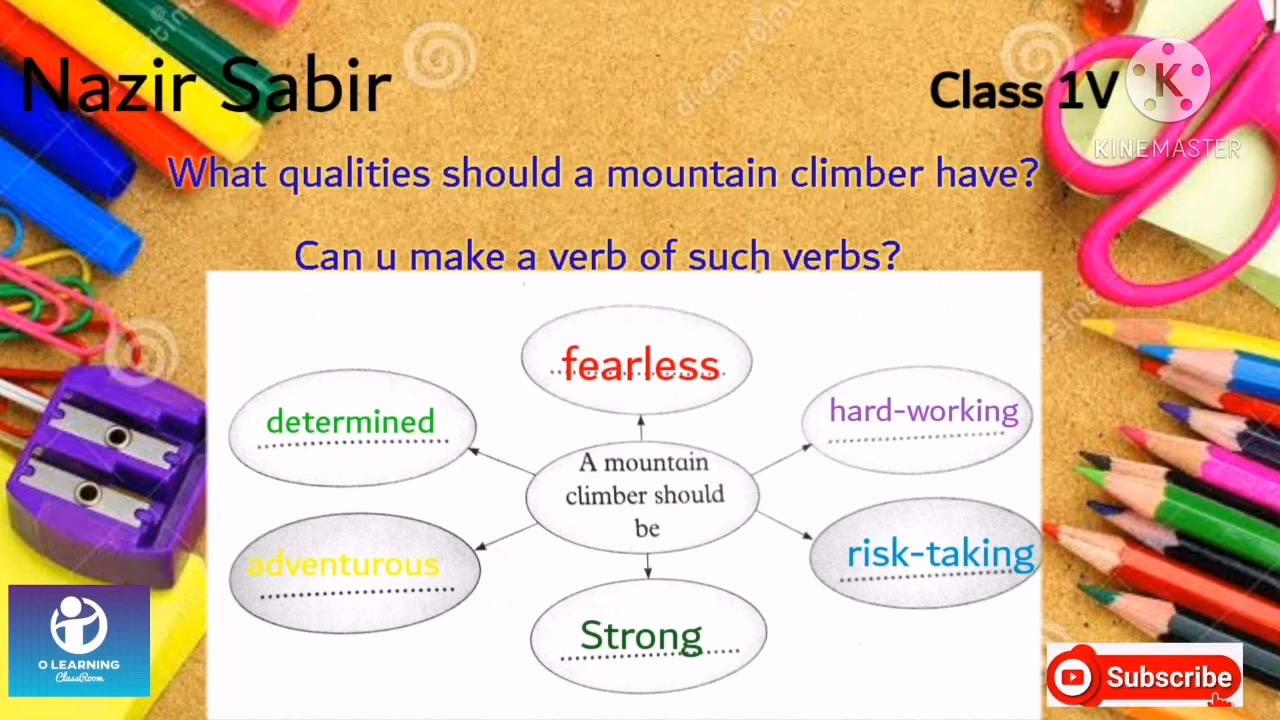 Nazir Sabir
Class 1V
K
KINEMASTER
What qualities should a mountain climber have?
Can u make a verb of such verbs?
fearless
determined
hard-working
A mountain
climber should
be
adventurous
risk-taking
Strong
O LEARNING
ClassRoom
Subscribe